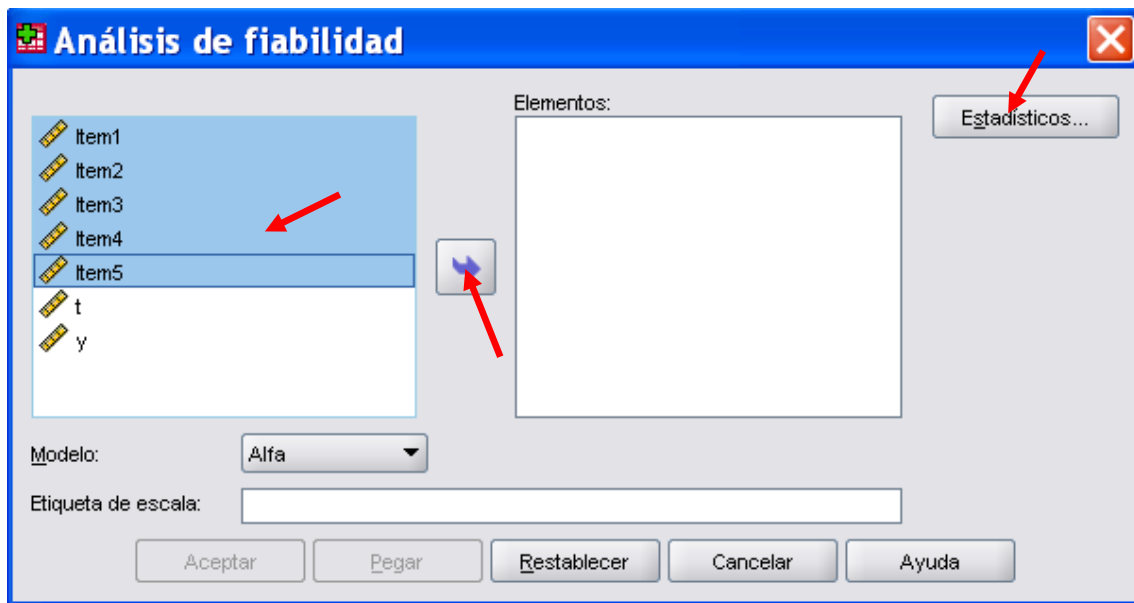 Análisis de fiabilidad
Elementos:
Estadísticos...
Item1
Item2
Item3
Item4
Item5
t
y
Modelo:
Alfa
Etiqueta de escala:
Aceptar
Pegar
Restablecer
Cancelar
Ayuda